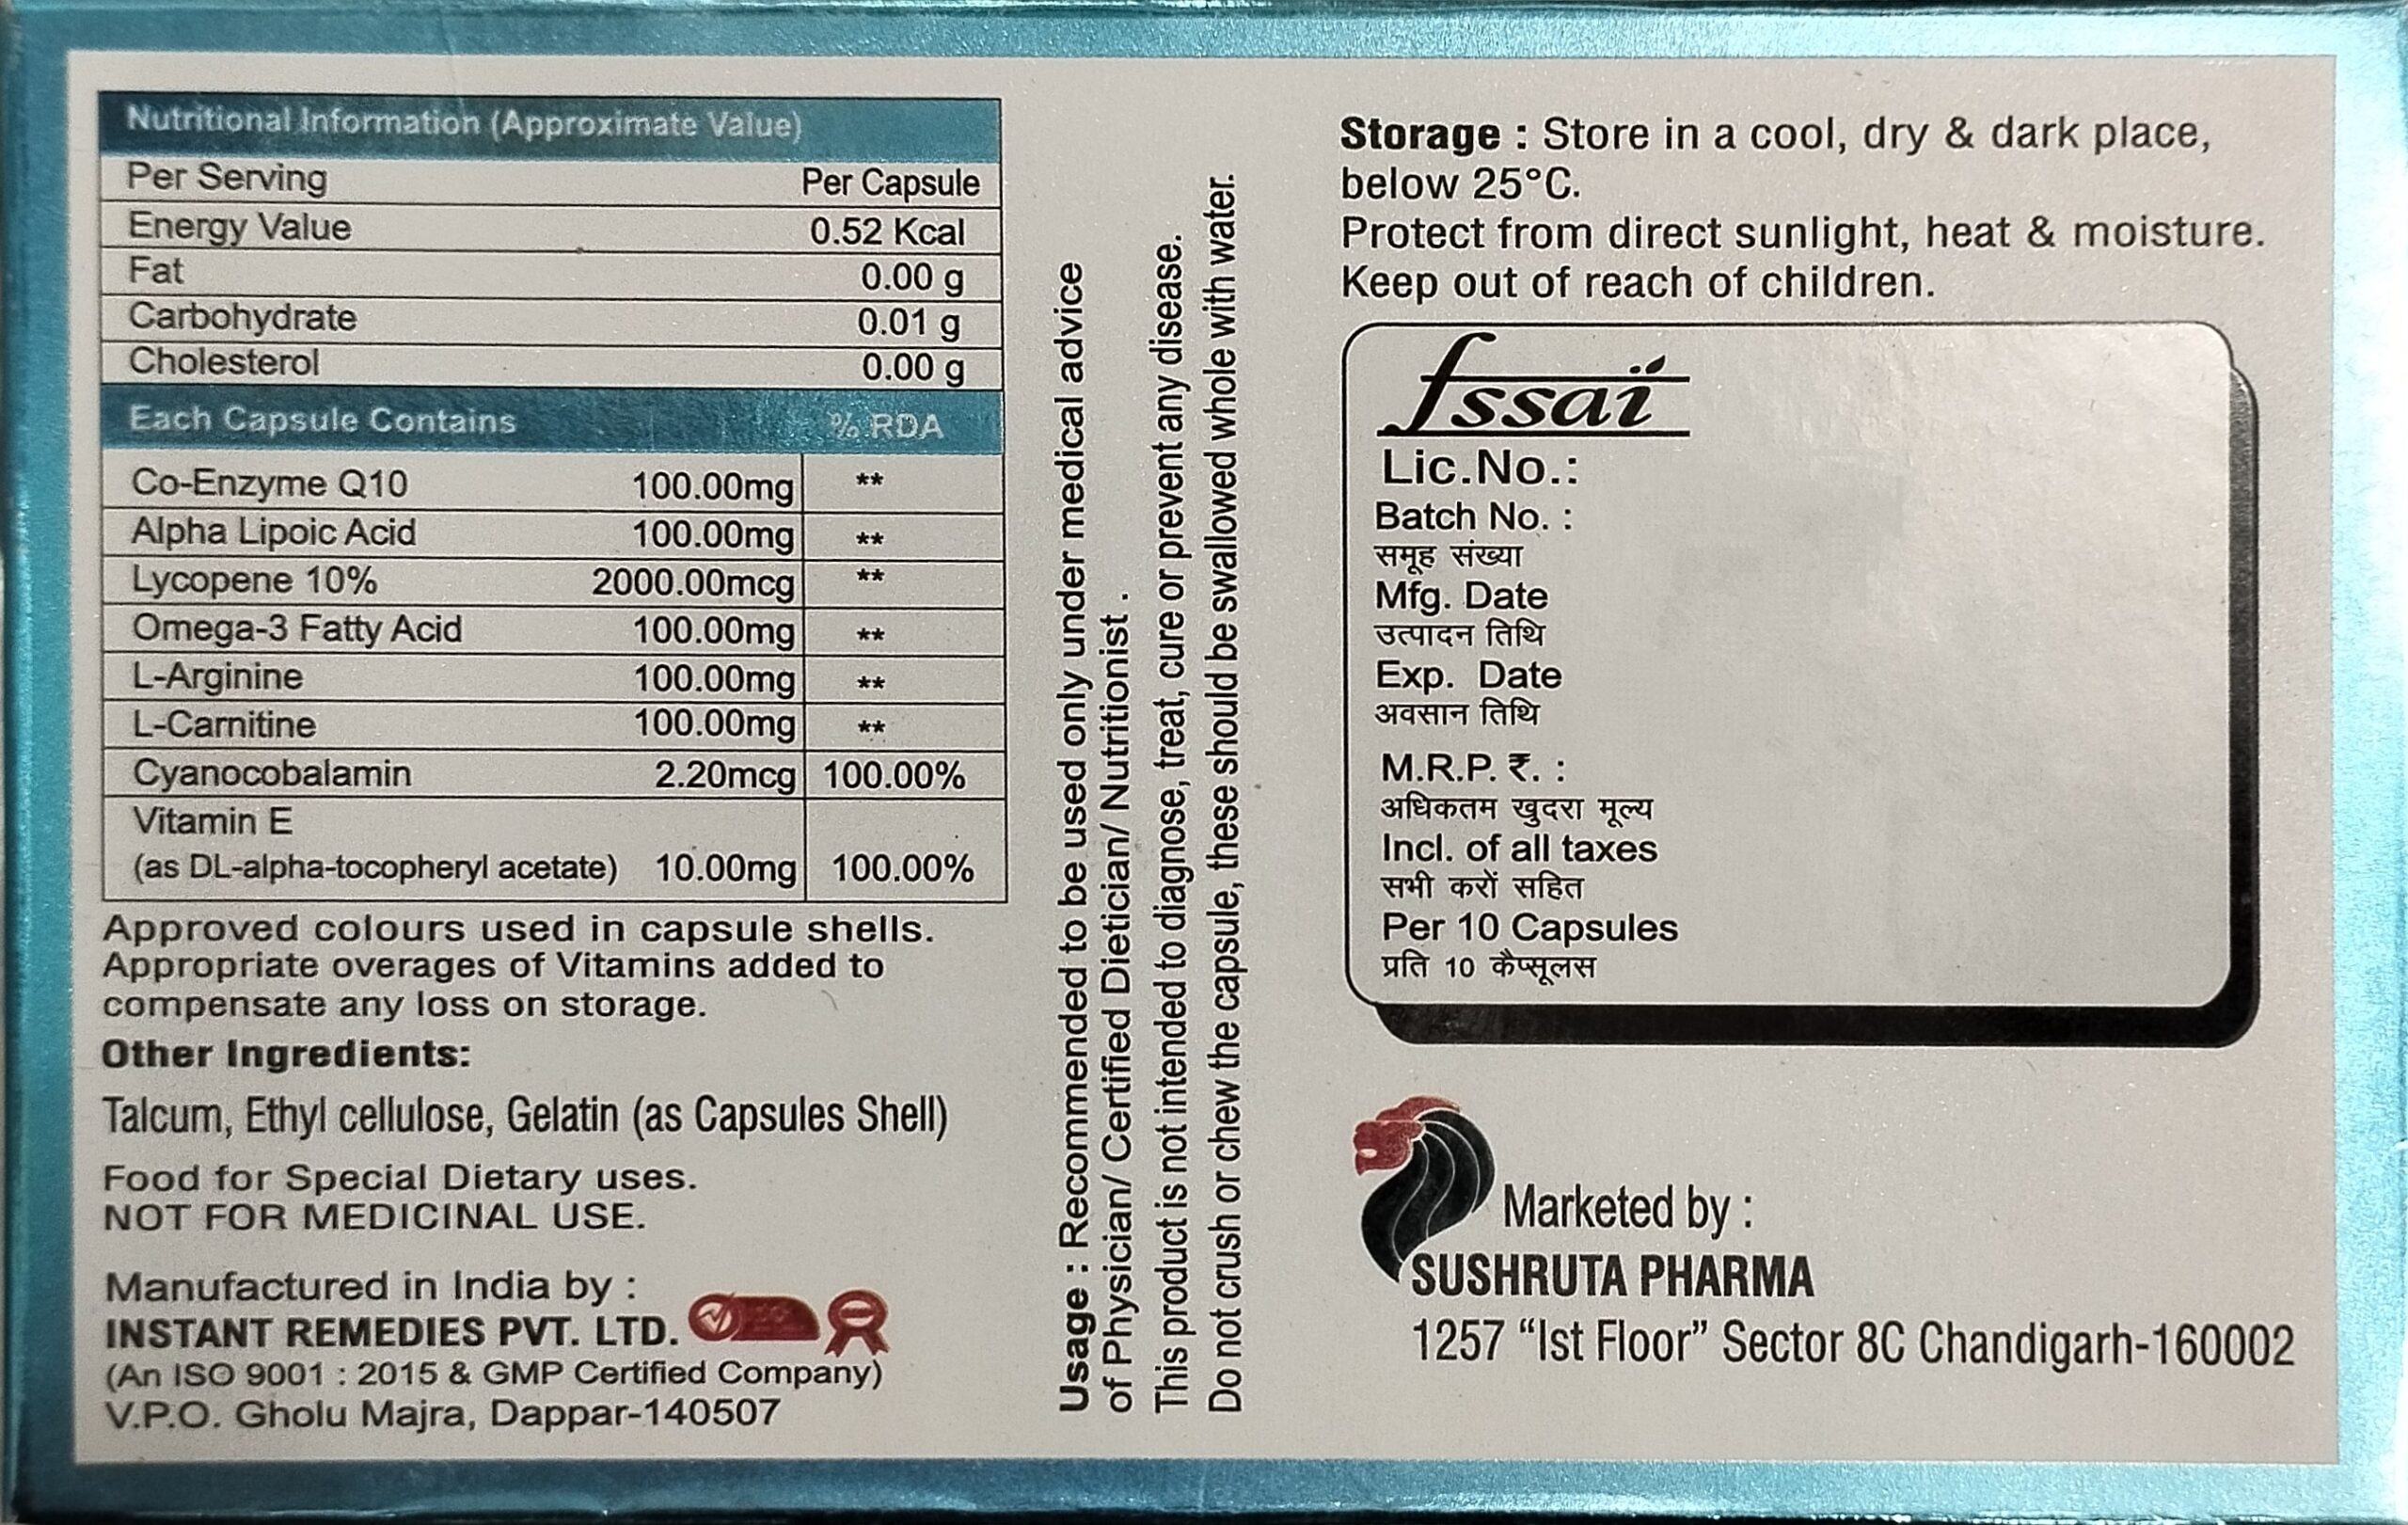 Nutritional Information (Approximate Value)
Per Serving Per Capsule
Energy Value 0.52 Kcal
Fat 0.00 g
Carbohydrate 0.01 g
Cholesterol 0.00 g
Each Capsule Contains % RDA
Co-Enzyme Q10 100.00mg **
Alpha Lipoic Acid 100.00mg **
Lycopene 10% 2000.00mcg **
Omega-3 Fatty Acid 100.00mg **
L-Arginine 100.00mg **
L-Carnitine 100.00mg **
Cyanocobalamin 2.20mcg 100.00%
Vitamin E
(as DL-alpha-tocopheryl acetate) 10.00mg 100.00%
Approved colours used in capsule shells.
Appropriate overages of Vitamins added to
compensate any loss on storage.
Other Ingredients:
Talcum, Ethyl cellulose, Gelatin (as Capsules Shell)
Food for Special Dietary uses.
NOT FOR MEDICINAL USE.
Manufactured in India by :
INSTANT REMEDIES PVT. LTD.
(An ISO 9001 : 2015 & GMP Certified Company)
V.P.O. Gholu Majra, Dappar-140507
Usage : Recommended to be used only under medical advice
of Physician/ Certified Dietician/ Nutritionist .
This product is not intended to diagnose, treat, cure or prevent any disease.
Do not crush or chew the capsule, these should be swallowed whole with water.
Storage : Store in a cool, dry & dark place,
below 25°C.
Protect from direct sunlight, heat & moisture.
Keep out of reach of children.
fssaï
Lic.No.:
Batch No. :
समूह संख्या
Mfg. Date
उत्पादन तिथि
Exp. Date
अवसान तिथि
M.R.P. ₹. :
अधिकतम खुदरा मूल्य
Incl. of all taxes
सभी करों सहित
Per 10 Capsules
प्रति 10 कैप्सूलस
Marketed by :
SUSHRUTA PHARMA
1257 “Ist Floor” Sector 8C Chandigarh-160002